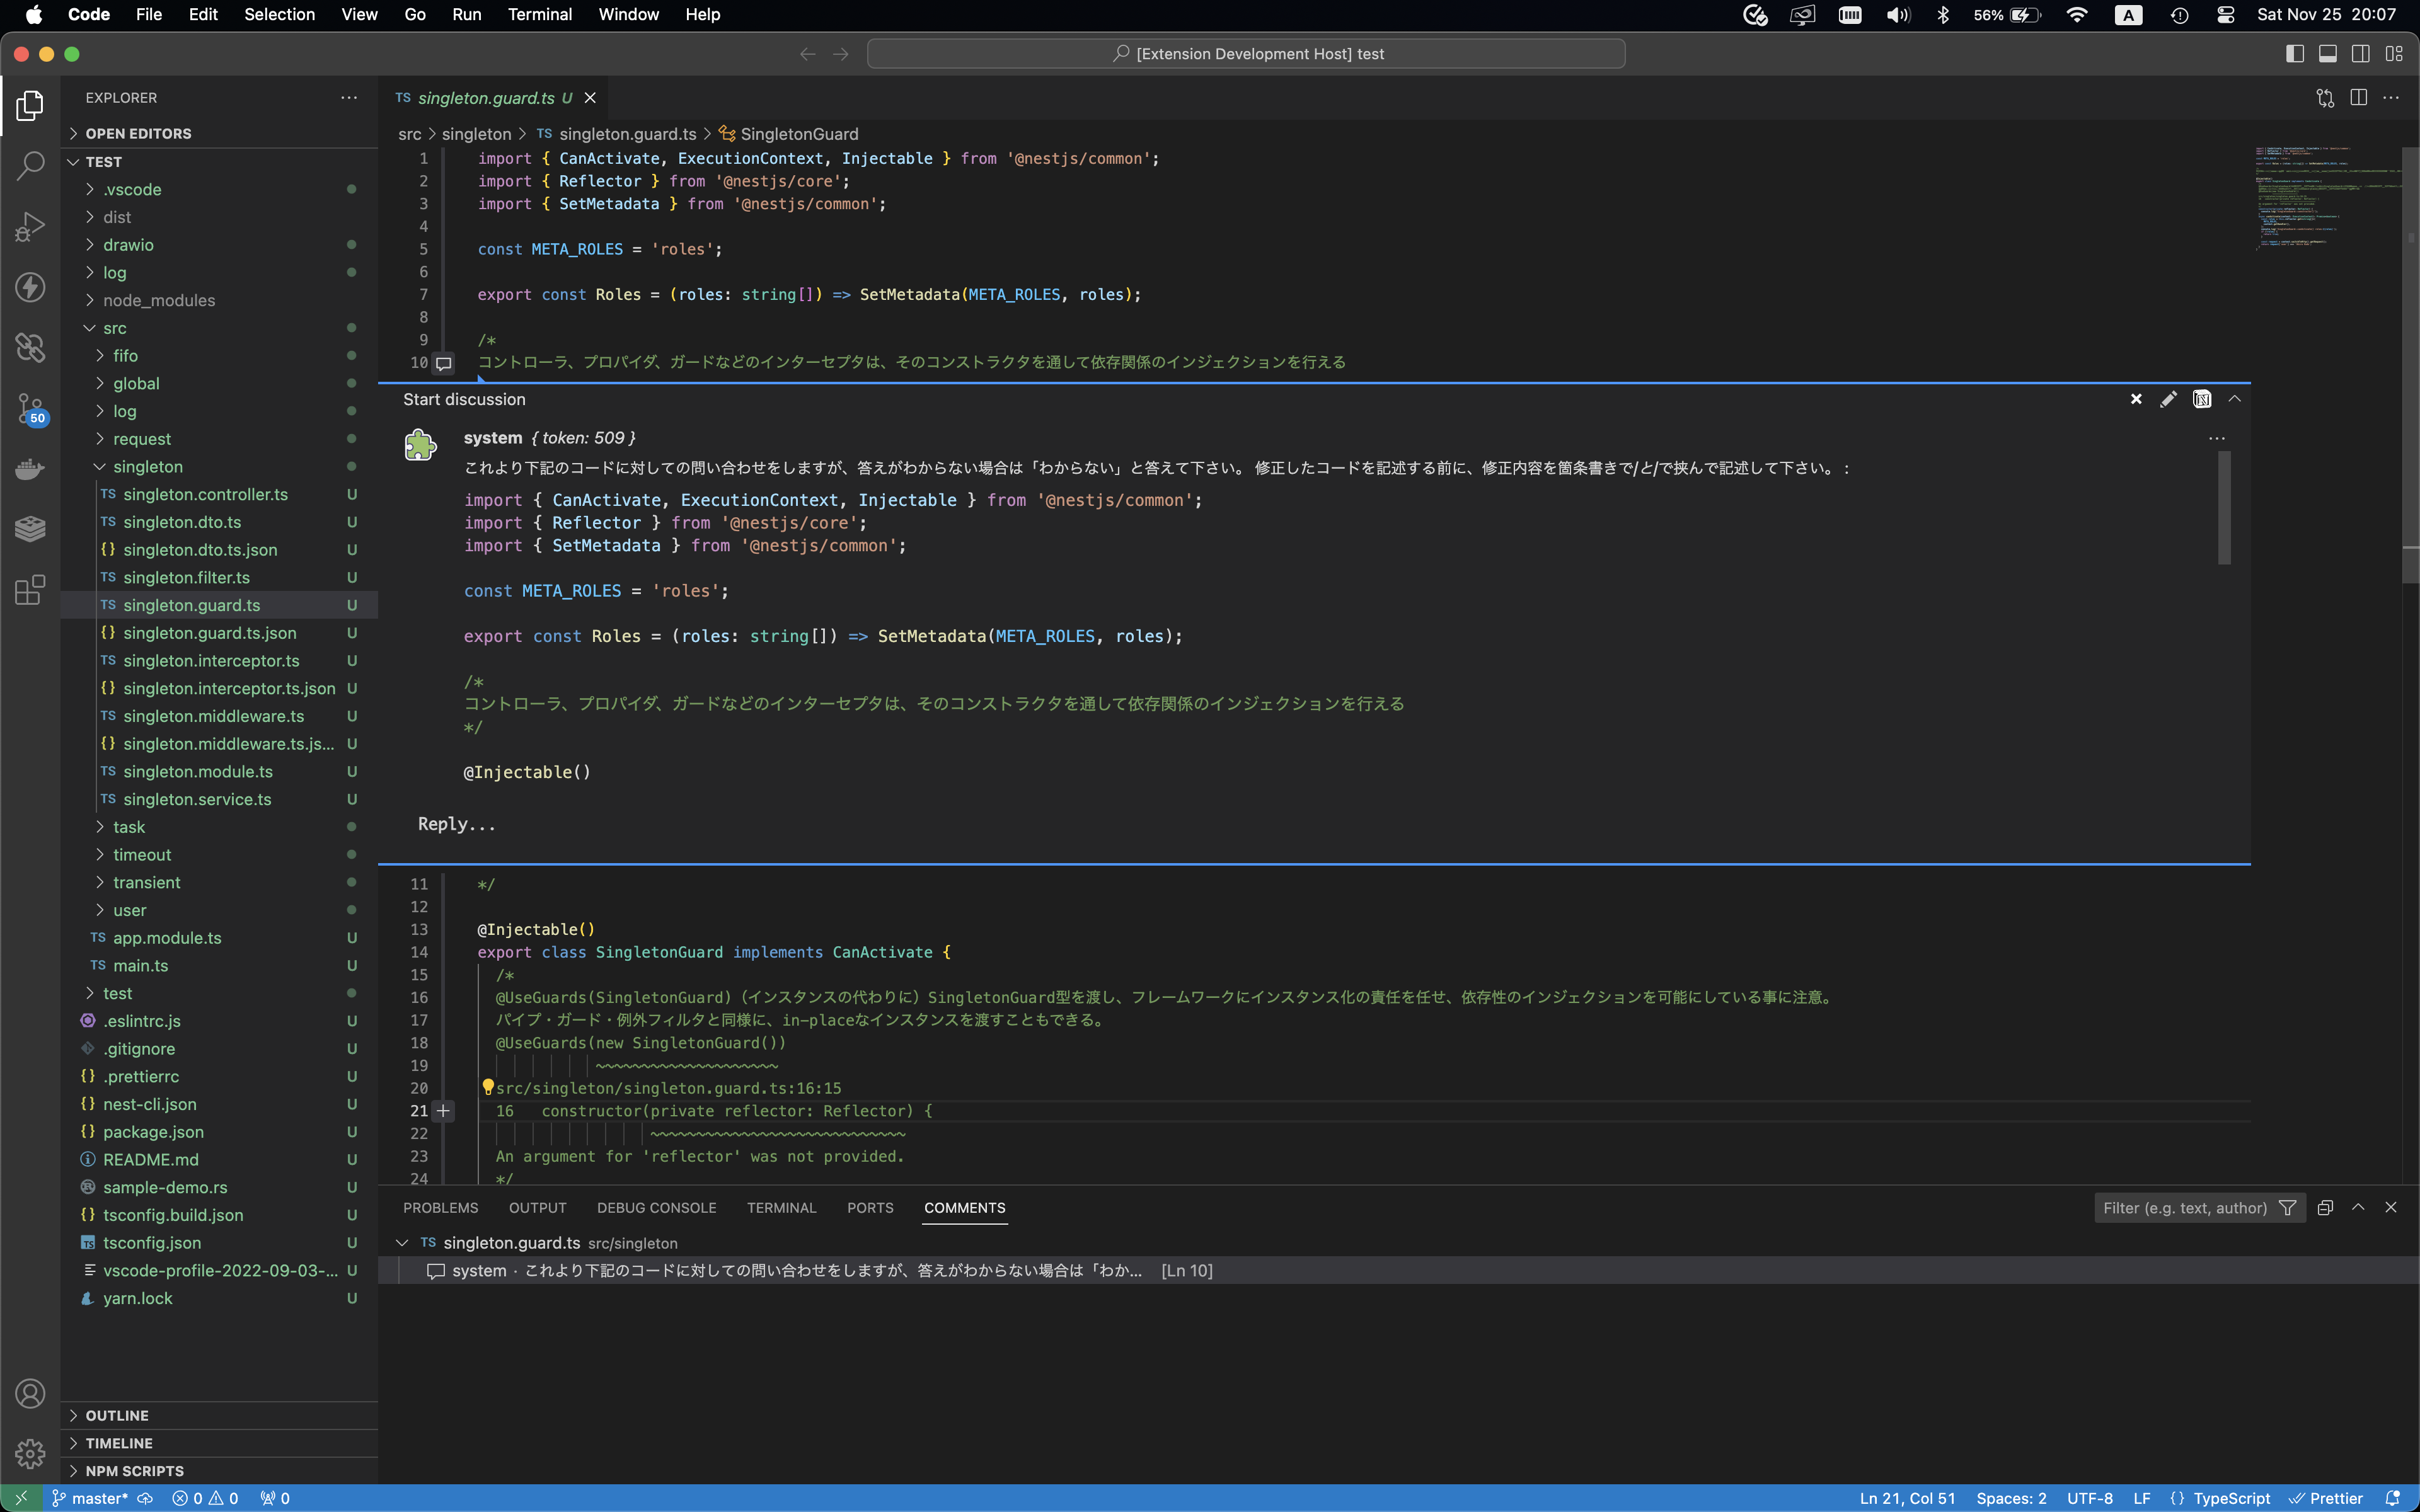 Code File Edit Selection View Go Run Terminal Window Help
56% A Sat Nov 25 20:07
[Extension Development Host] test
EXPLORER
OPEN EDITORS
TEST
.vscode
dist
drawio
log
node_modules
src
fifo
global
log
request
singleton
TS singleton.controller.ts U
TS singleton.dto.ts U
{} singleton.dto.ts.json U
TS singleton.filter.ts U
TS singleton.guard.ts U
{} singleton.guard.ts.json U
TS singleton.interceptor.ts U
{} singleton.interceptor.ts.json U
TS singleton.middleware.ts U
{} singleton.middleware.ts.js... U
TS singleton.module.ts U
TS singleton.service.ts U
task
timeout
transient
user
TS app.module.ts U
TS main.ts U
test
.eslintrc.js U
.gitignore U
{} .prettierrc U
{} nest-cli.json U
{} package.json U
README.md U
sample-demo.rs U
{} tsconfig.build.json U
TS tsconfig.json U
vscode-profile-2022-09-03-... U
yarn.lock U
OUTLINE
TIMELINE
NPM SCRIPTS
50
TS singleton.guard.ts U
src > singleton > TS singleton.guard.ts > SingletonGuard
1 import { CanActivate, ExecutionContext, Injectable } from '@nestjs/common';
2 import { Reflector } from '@nestjs/core';
3 import { SetMetadata } from '@nestjs/common';
4
5 const META_ROLES = 'roles';
6
7 export const Roles = (roles: string[]) => SetMetadata(META_ROLES, roles);
8
9 /*
10 コントローラ、プロパイダ、ガードなどのインターセプタは、そのコンストラクタを通して依存関係のインジェクションを行える
Start discussion
system { token: 509 }
これより下記のコードに対しての問い合わせをしますが、答えがわからない場合は「わからない」と答えて下さい。 修正したコードを記述する前に、修正内容を箇条書きで/と/で挟んで記述して下さい。 :
import { CanActivate, ExecutionContext, Injectable } from '@nestjs/common';
import { Reflector } from '@nestjs/core';
import { SetMetadata } from '@nestjs/common';
const META_ROLES = 'roles';
export const Roles = (roles: string[]) => SetMetadata(META_ROLES, roles);
/*
コントローラ、プロパイダ、ガードなどのインターセプタは、そのコンストラクタを通して依存関係のインジェクションを行える
*/
@Injectable()
Reply...
11 */
12
13 @Injectable()
14 export class SingletonGuard implements CanActivate {
15 /*
16 @UseGuards(SingletonGuard)（インスタンスの代わりに）SingletonGuard型を渡し、フレームワークにインスタンス化の責任を任せ、依存性のインジェクションを可能にしている事に注意。
17 パイプ・ガード・例外フィルタと同様に、in-placeなインスタンスを渡すこともできる。
18 @UseGuards(new SingletonGuard())
19 ~~~~~~~~~~~~~~~~~~~~
20 src/singleton/singleton.guard.ts:16:15
21 16 constructor(private reflector: Reflector) {
22 ~~~~~~~~~~~~~~~~~~~~~~~~~~~~
23 An argument for 'reflector' was not provided.
24 */
PROBLEMS OUTPUT DEBUG CONSOLE TERMINAL PORTS COMMENTS
Filter (e.g. text, author)
TS singleton.guard.ts src/singleton
system · これより下記のコードに対しての問い合わせをしますが、答えがわからない場合は「わか... [Ln 10]
master* 0 0 0
Ln 21, Col 51 Spaces: 2 UTF-8 LF {} TypeScript Prettier